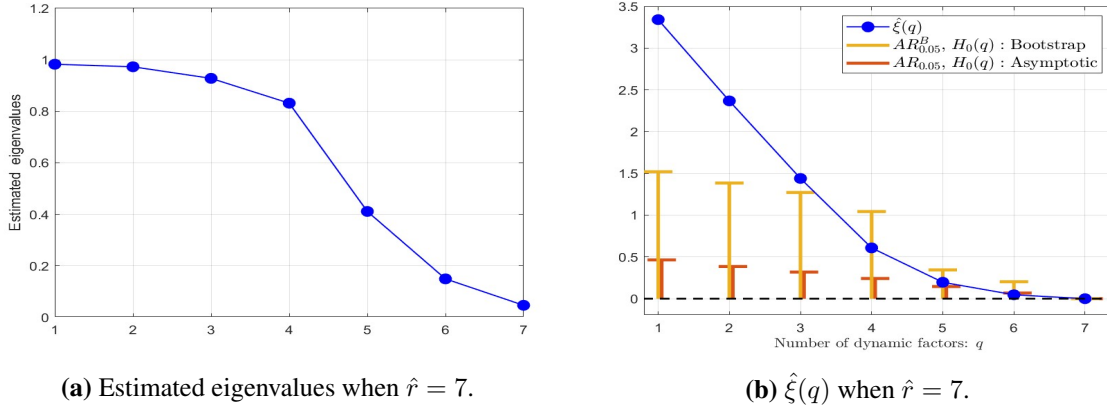 1.2
1
0.8
0.6
0.4
0.2
0
Estimated eigenvalues
1 2 3 4 5 6 7
(a) Estimated eigenvalues when r̂ = 7.
3.5
3
2.5
2
1.5
1
0.5
0
ξ̂(q)
AR^B_{0.05}, H_0(q) : Bootstrap
AR_{0.05}, H_0(q) : Asymptotic
1 2 3 4 5 6 7
Number of dynamic factors: q
(b) ξ̂(q) when r̂ = 7.